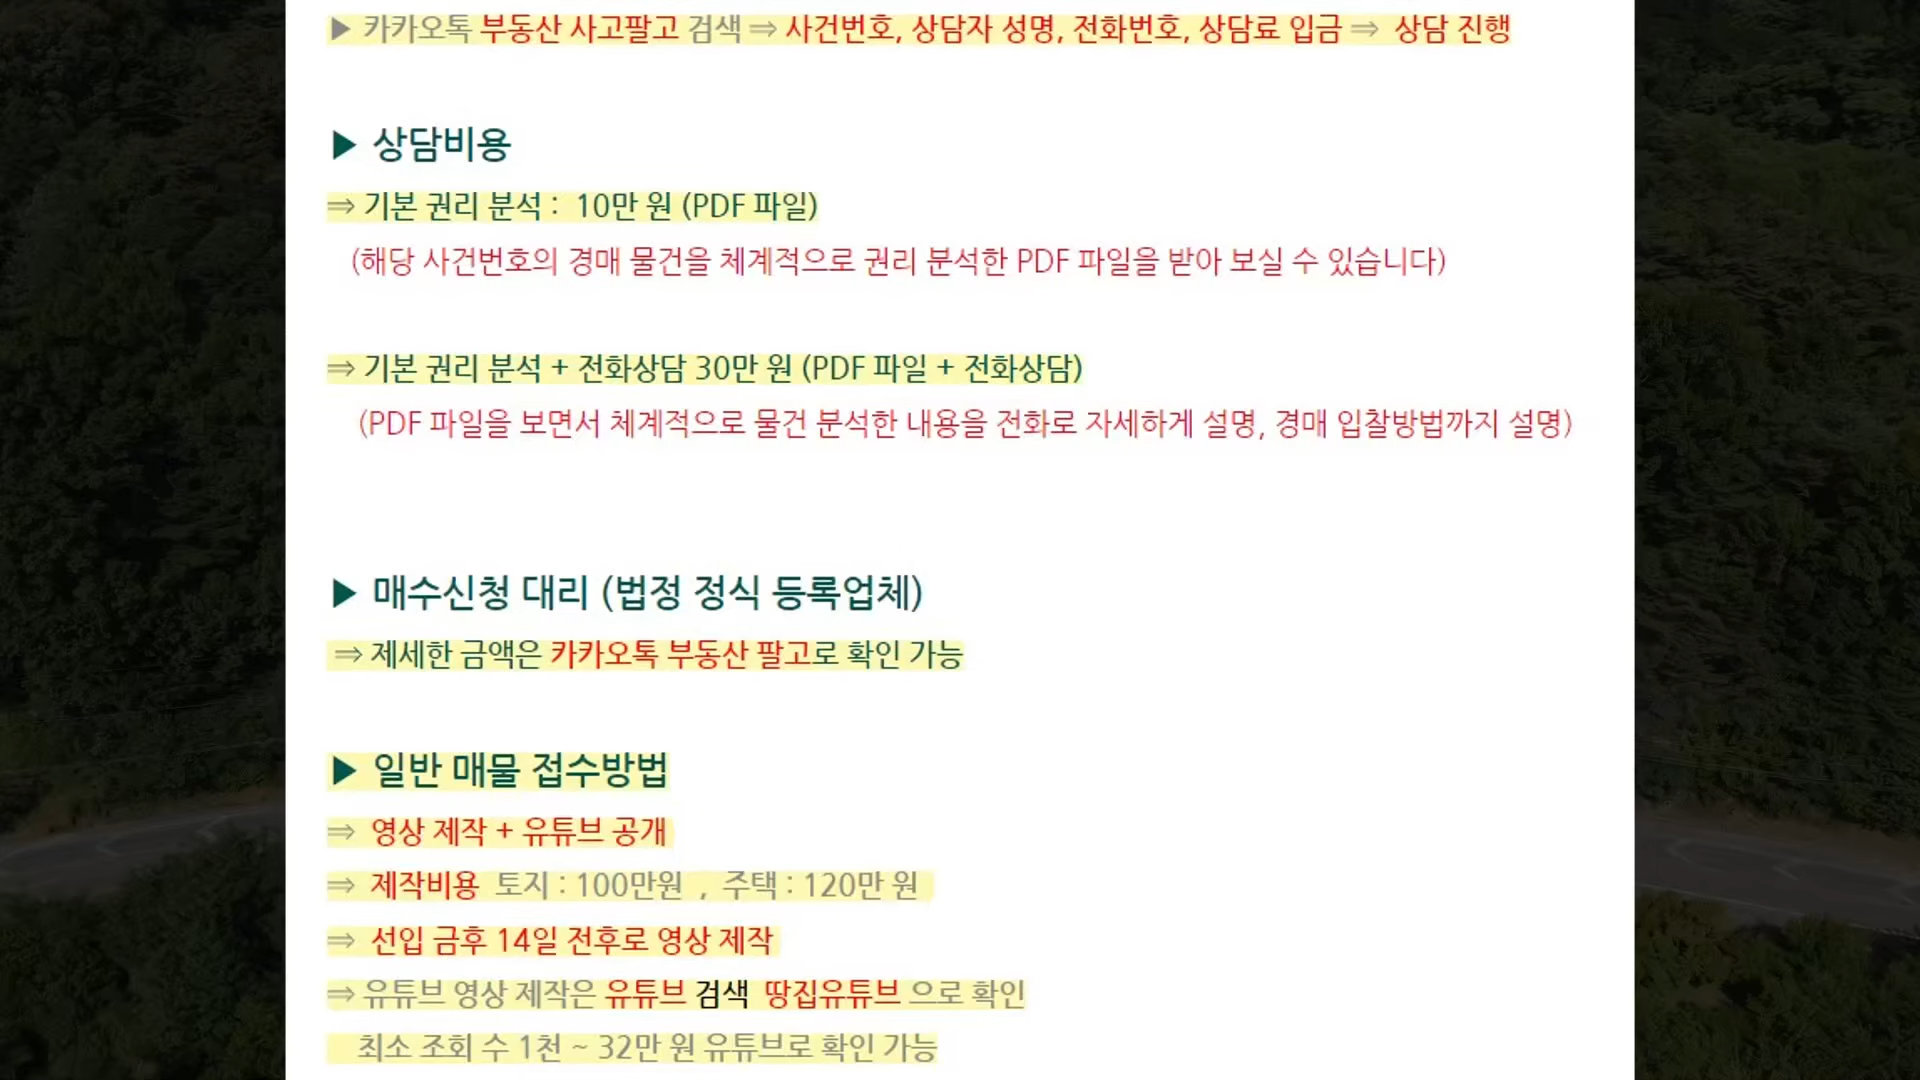 ▶ 카카오톡 부동산 사고팔고 검색 ⇒ 사건번호, 상담자 성명, 전화번호, 상담료 입금 ⇒ 상담 진행
▶ 상담비용
⇒ 기본 권리 분석 : 10만 원 (PDF 파일)
(해당 사건번호의 경매 물건을 체계적으로 권리 분석한 PDF 파일을 받아 보실 수 있습니다)
⇒ 기본 권리 분석 + 전화상담 30만 원 (PDF 파일 + 전화상담)
(PDF 파일을 보면서 체계적으로 물건 분석한 내용을 전화로 자세하게 설명, 경매 입찰방법까지 설명)
▶ 매수신청 대리 (법정 정식 등록업체)
⇒ 제세한 금액은 카카오톡 부동산 팔고로 확인 가능
▶ 일반 매물 접수방법
⇒ 영상 제작 + 유튜브 공개
⇒ 제작비용 토지 : 100만원 , 주택 : 120만 원
⇒ 선입 금후 14일 전후로 영상 제작
⇒ 유튜브 영상 제작은 유튜브 검색 땅집유튜브 으로 확인
최소 조회 수 1천 ~ 32만 원 유튜브로 확인 가능